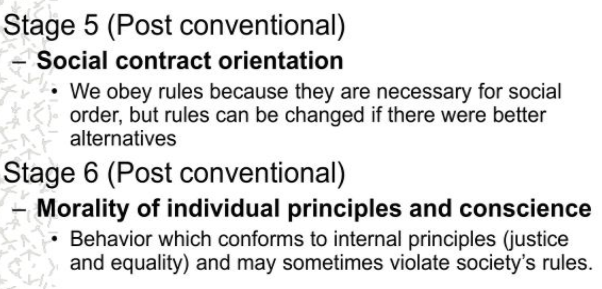 Stage 5 (Post conventional)
– Social contract orientation
• We obey rules because they are necessary for social
order, but rules can be changed if there were better
alternatives
Stage 6 (Post conventional)
– Morality of individual principles and conscience
• Behavior which conforms to internal principles (justice
and equality) and may sometimes violate society’s rules.